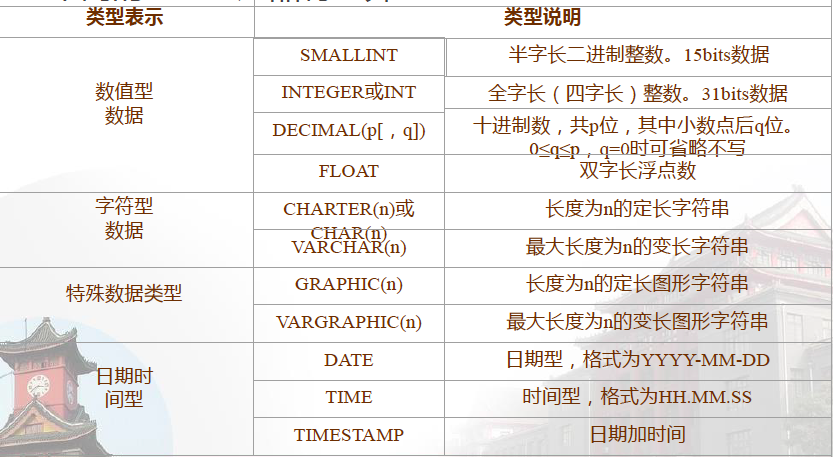 类型表示 类型说明
数值型
数据
SMALLINT 半字长二进制整数。15bits数据
INTEGER或INT 全字长（四字长）整数。31bits数据
DECIMAL(p[，q]) 十进制数，共p位，其中小数点后q位。
0≤q≤p，q=0时可省略不写
FLOAT 双字长浮点数
字符型
数据
CHARTER(n)或
CHAR(n)
长度为n的定长字符串
VARCHAR(n) 最大长度为n的变长字符串
特殊数据类型
GRAPHIC(n) 长度为n的定长图形字符串
VARGRAPHIC(n) 最大长度为n的变长图形字符串
日期时
间型
DATE 日期型，格式为YYYY-MM-DD
TIME 时间型，格式为HH.MM.SS
TIMESTAMP 日期加时间